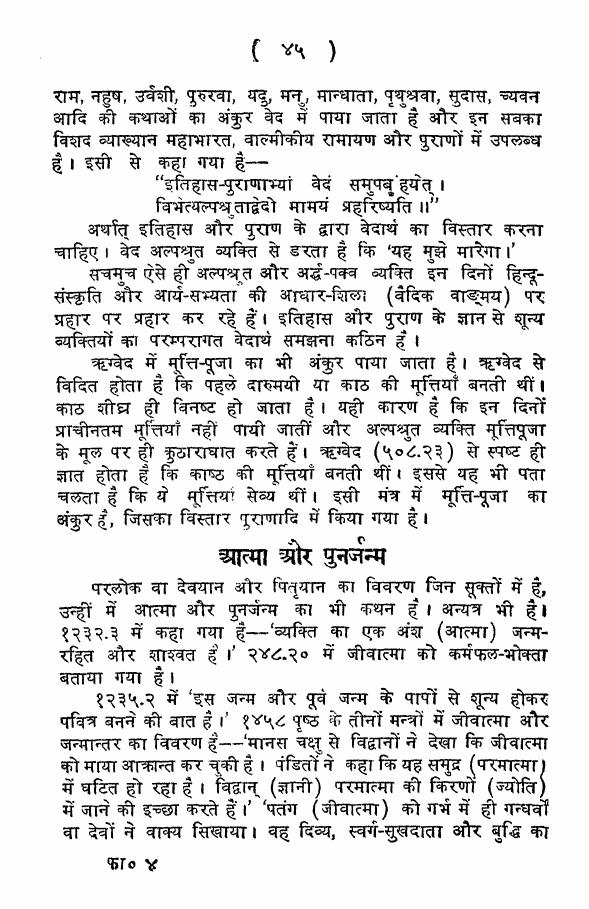 ( ४५ )
राम, नहुष, उर्वशी, पुरुरवा, यदु, मनु, मान्धाता, पृथुश्रवा, सुदास, च्यवन
आदि की कथाओं का अंकुर वेद में पाया जाता है और इन सबका
विशद व्याख्यान महाभारत, वाल्मीकीय रामायण और पुराणों में उपलब्ध
है। इसी से कहा गया है--
“इतिहास-पुराणाभ्यां वेदं समुपबृंहयेत्।
विभेत्यल्पश्रुताद्वेदो मामयं प्रहरिष्यति॥”
अर्थात् इतिहास और पुराण के द्वारा वेदार्थ का विस्तार करना
चाहिए। वेद अल्पश्रुत व्यक्ति से डरता है कि ‘यह मुझे मारेगा।’
सचमुच ऐसे ही अल्पश्रुत और अर्द्ध-पक्व व्यक्ति इन दिनों हिन्दू-
संस्कृति और आर्य-सभ्यता की आधार-शिला (वैदिक वाङमय) पर
प्रहार पर प्रहार कर रहे हैं। इतिहास और पुराण के ज्ञान से शून्य
व्यक्तियों का परम्परागत वेदार्थ समझना कठिन है।
ऋग्वेद में मूर्त्ति-पूजा का भी अंकुर पाया जाता है। ऋग्वेद से
विदित होता है कि पहले दारुमयी या काठ की मूर्त्तियाँ बनती थीं।
काठ शीघ्र ही विनष्ट हो जाता है। यही कारण है कि इन दिनों
प्राचीनतम मूर्त्तियाँ नहीं पायी जातीं और अल्पश्रुत व्यक्ति मूर्त्तिपूजा
के मूल पर ही कुठाराघात करते हैं। ऋग्वेद (५०८.२३) से स्पष्ट ही
ज्ञात होता है कि काष्ठ की मूर्त्तियाँ बनती थीं। इससे यह भी पता
चलता है कि ये मूर्त्तियां सेव्य थीं। इसी मंत्र में मूर्त्ति-पूजा का
अंकुर है, जिसका विस्तार पुराणादि में किया गया है।
आत्मा और पुनर्जन्म
परलोक वा देवयान और पितृयान का विवरण जिन सूक्तों में है,
उन्हीं में आत्मा और पुनर्जन्म का भी कथन है। अन्यत्र भी है।
१२३२.३ में कहा गया है--‘व्यक्ति का एक अंश (आत्मा) जन्म-
रहित और शाश्वत है।’ २४८.२० में जीवात्मा को कर्मफल-भोक्ता
बताया गया है।
१२३५.२ में ‘इस जन्म और पूर्व जन्म के पापों से शून्य होकर
पवित्र बनने की बात है।’ १४५८ पृष्ठ के तीनों मन्त्रों में जीवात्मा और
जन्मान्तर का विवरण है--‘मानस चक्षु से विद्वानों ने देखा कि जीवात्मा
को माया आक्रान्त कर चुकी है। पंडितों ने कहा कि यह समुद्र (परमात्मा)
में घटित हो रहा है। विद्वान् (ज्ञानी) परमात्मा की किरणों (ज्योति)
में जाने की इच्छा करते हैं।’ ‘पतंग (जीवात्मा) को गर्भ में ही गन्धर्वों
वा देवों ने वाक्य सिखाया। वह दिव्य, स्वर्ग-सुखदाता और बुद्धि का
फा० ४